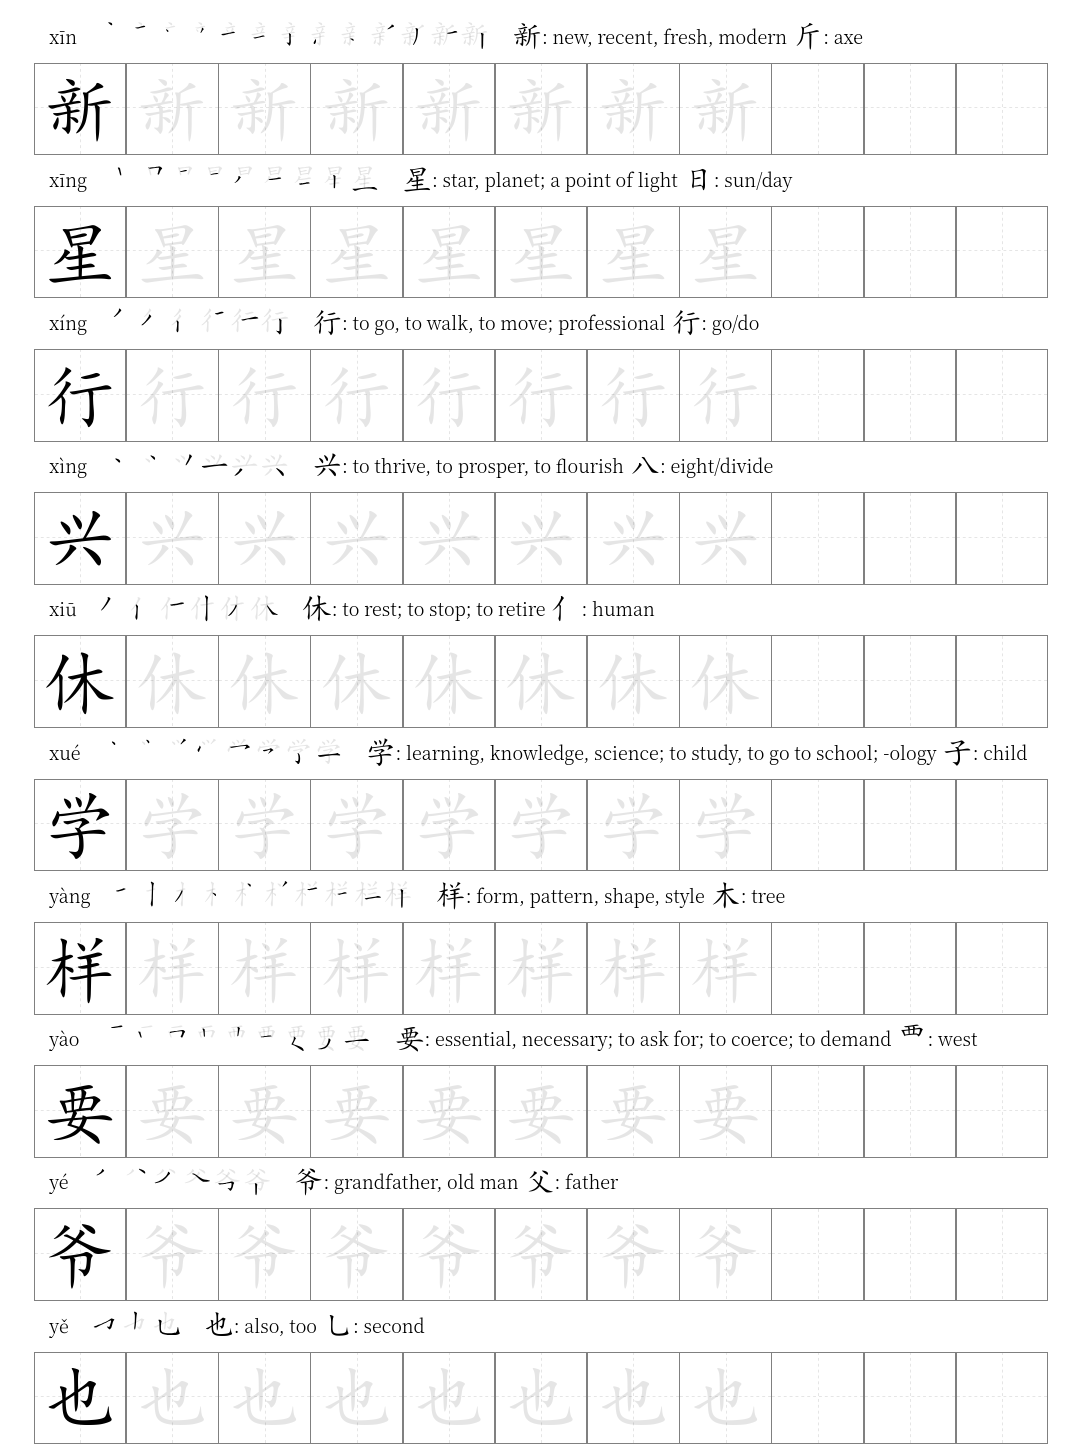 xīn 新: new, recent, fresh, modern 斤: axe
新 新 新 新 新 新 新 新
xīng 星: star, planet; a point of light 日: sun/day
星 星 星 星 星 星 星 星
xíng 行: to go, to walk, to move; professional 行: go/do
行 行 行 行 行 行 行 行
xìng 兴: to thrive, to prosper, to flourish 八: eight/divide
兴 兴 兴 兴 兴 兴 兴 兴
xiū 休: to rest; to stop; to retire 亻: human
休 休 休 休 休 休 休 休
xué 学: learning, knowledge, science; to study, to go to school; -ology 子: child
学 学 学 学 学 学 学 学
yàng 样: form, pattern, shape, style 木: tree
样 样 样 样 样 样 样 样
yào 要: essential, necessary; to ask for; to coerce; to demand 覀: west
要 要 要 要 要 要 要 要
yé 爷: grandfather, old man 父: father
爷 爷 爷 爷 爷 爷 爷 爷
yě 也: also, too 乚: second
也 也 也 也 也 也 也 也